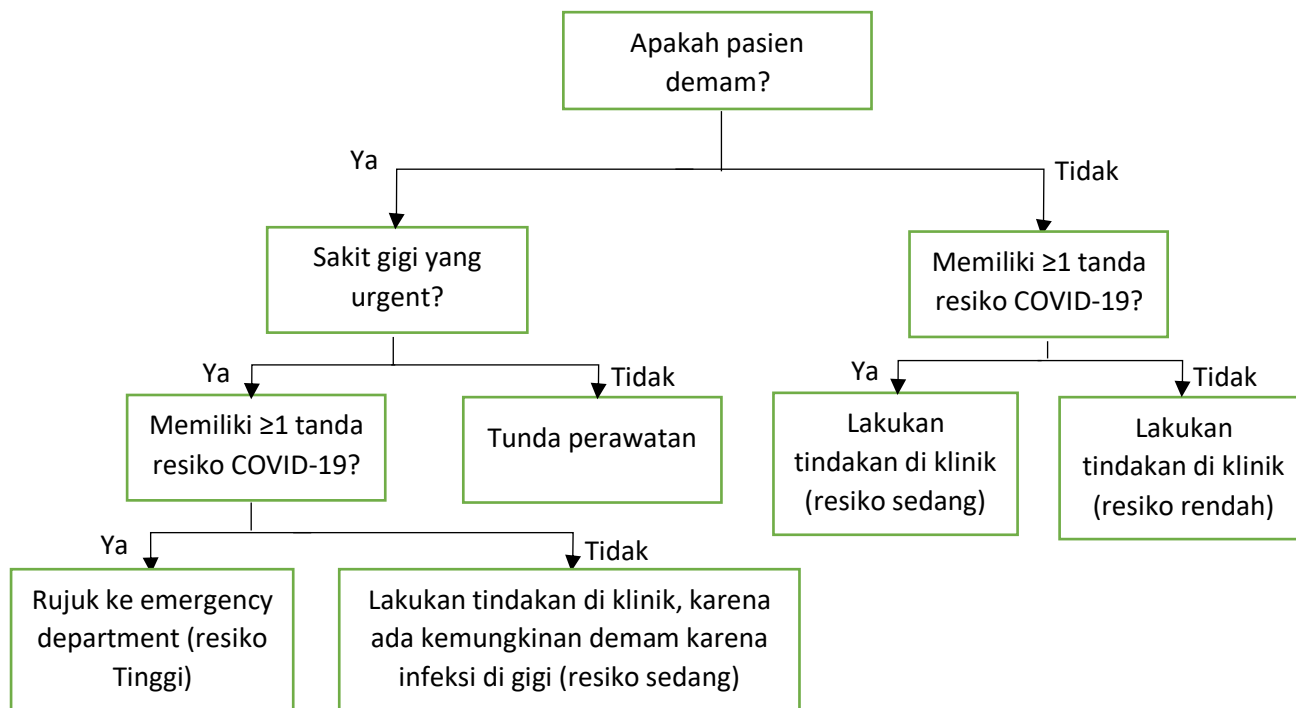 Apakah pasien
demam?
Ya
Tidak
Sakit gigi yang
urgent?
Memiliki ≥1 tanda
resiko COVID-19?
Ya
Tidak
Ya
Tidak
Memiliki ≥1 tanda
resiko COVID-19?
Tunda perawatan
Lakukan
tindakan di klinik
(resiko sedang)
Lakukan
tindakan di klinik
(resiko rendah)
Ya
Tidak
Rujuk ke emergency
department (resiko
Tinggi)
Lakukan tindakan di klinik, karena
ada kemungkinan demam karena
infeksi di gigi (resiko sedang)